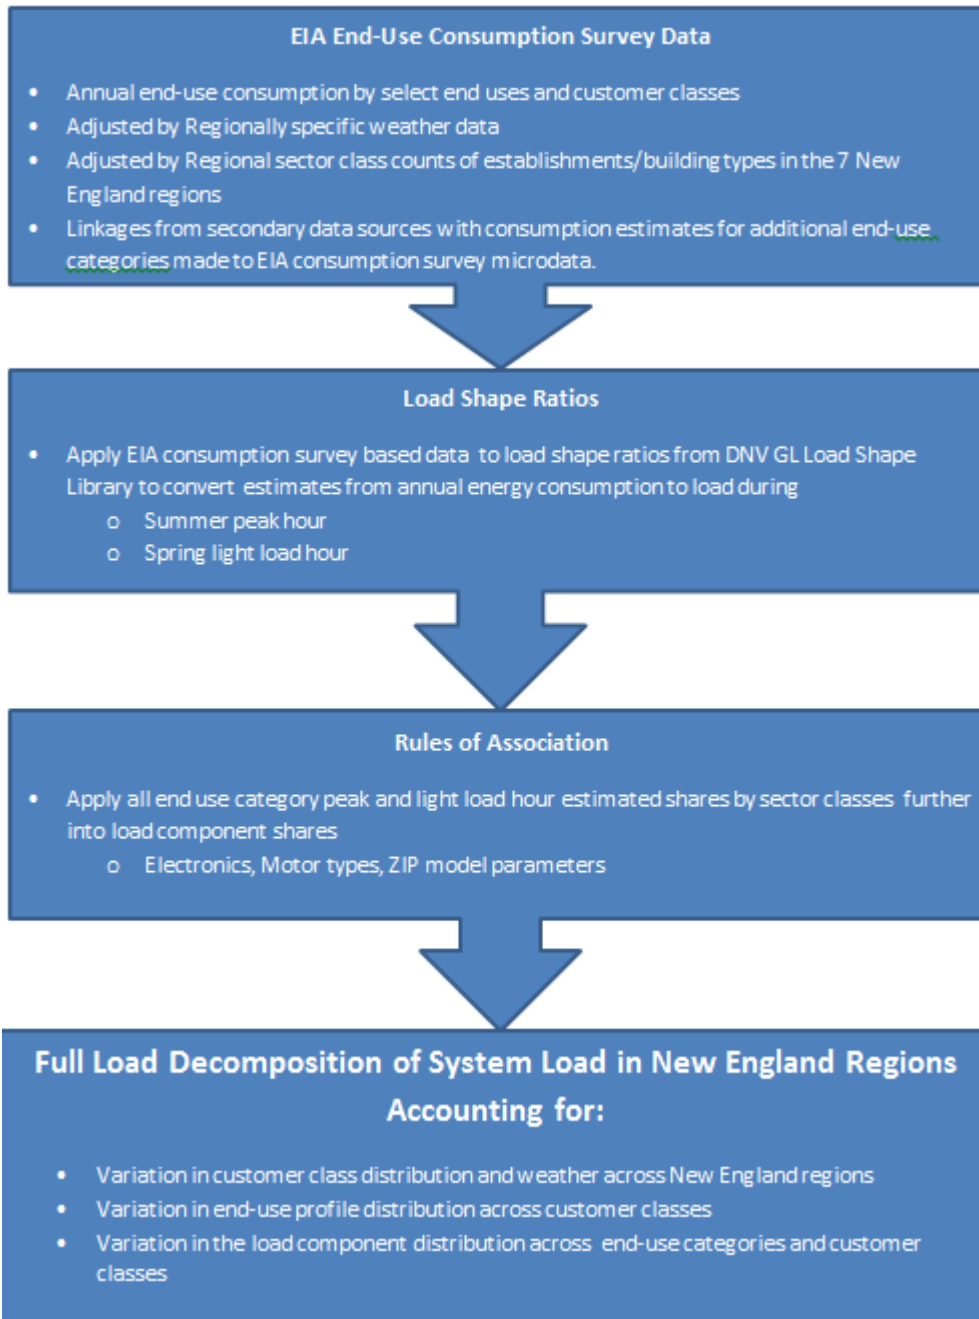 EIA End-Use Consumption Survey Data
• Annual end-use consumption by select end uses and customer classes
• Adjusted by Regionally specific weather data
• Adjusted by Regional sector class counts of establishments/building types in the 7 New
England regions
• Linkages from secondary data sources with consumption estimates for additional end-use
categories made to EIA consumption survey microdata.
Load Shape Ratios
• Apply EIA consumption survey based data to load shape ratios from DNV GL Load Shape
Library to convert estimates from annual energy consumption to load during
o Summer peak hour
o Spring light load hour
Rules of Association
• Apply all end use category peak and light load hour estimated shares by sector classes further
into load component shares
o Electronics, Motor types, ZIP model parameters
Full Load Decomposition of System Load in New England Regions
Accounting for:
• Variation in customer class distribution and weather across New England regions
• Variation in end-use profile distribution across customer classes
• Variation in the load component distribution across end-use categories and customer
classes